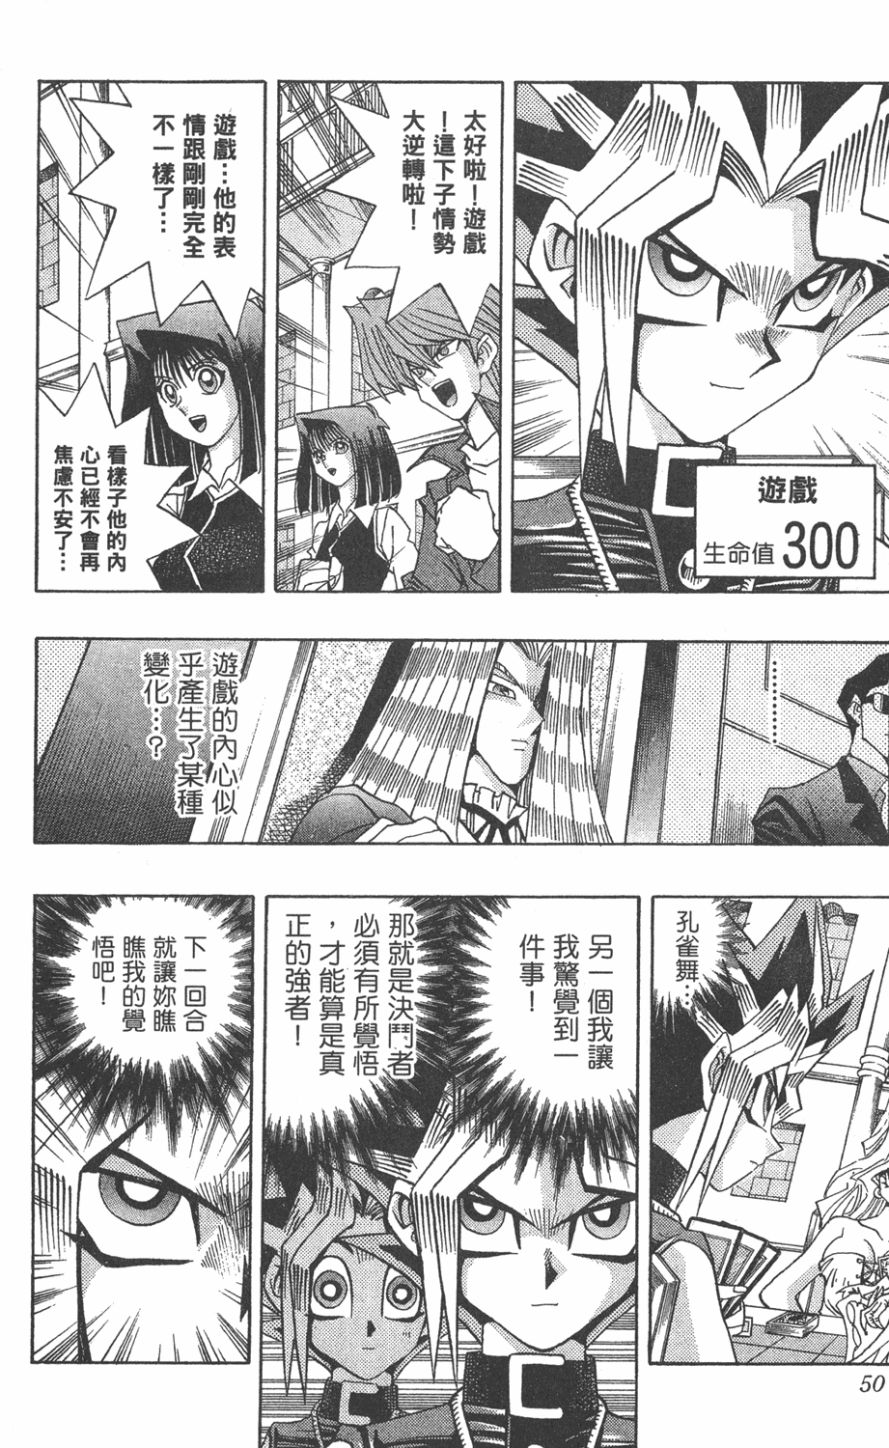 遊戲
生命值 300
太好啦！遊戲
！這下子情勢
大逆轉啦！
遊戲…他的表
情跟剛剛完全
不一樣了…
看樣子他的內
心已經不會再
焦慮不安了…
………
遊戲的內心似
乎產生了某種
變化…？
孔雀舞…
另一個我讓
我驚覺到一
件事！
那就是決鬥者
必須有所覺悟
，才能算是真
正的強者！
下一回合
就讓妳瞧
瞧我的覺
悟吧！
50